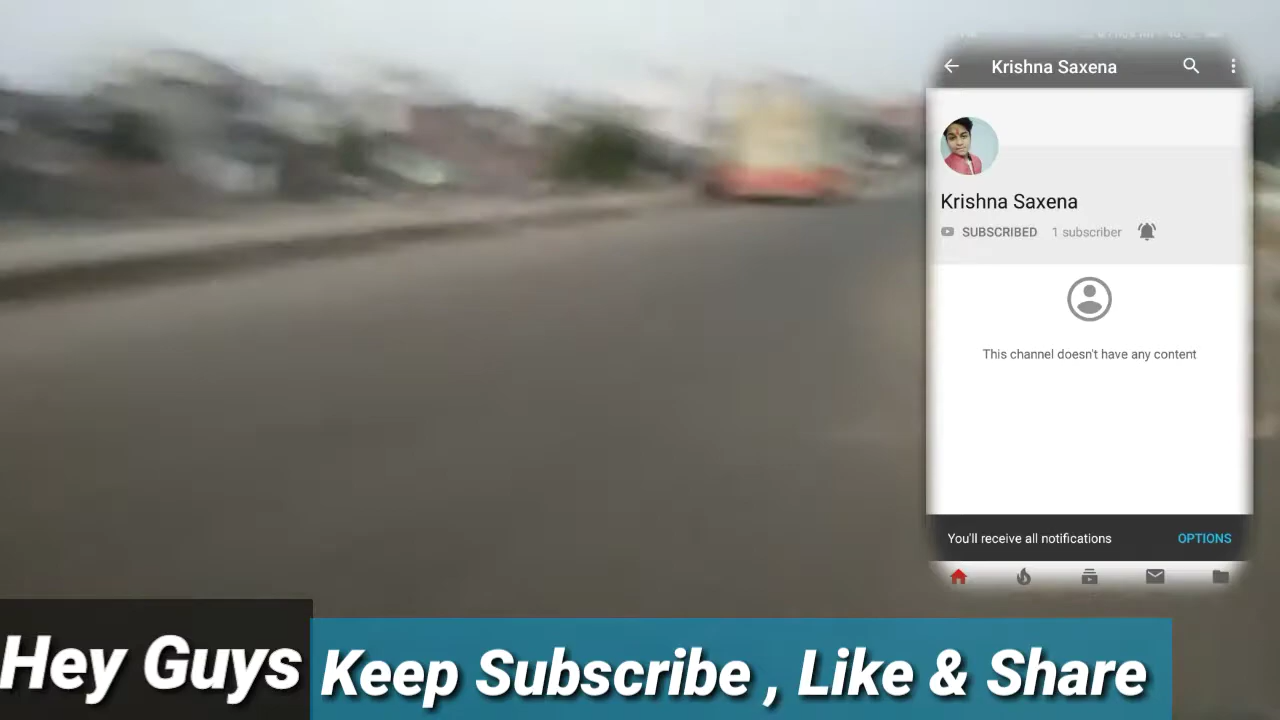 Krishna Saxena
Krishna Saxena
SUBSCRIBED 1 subscriber
This channel doesn't have any content
You'll receive all notifications OPTIONS
Hey Guys Keep Subscribe , Like & Share